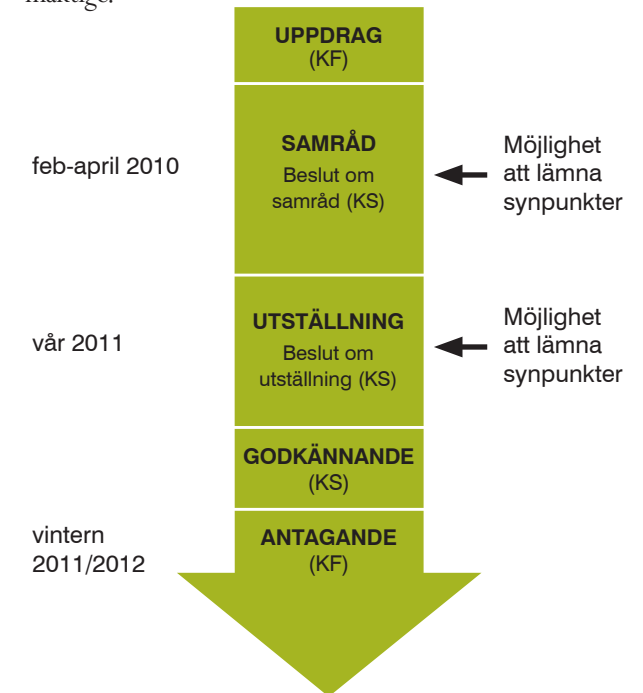 mäktige.
UPPDRAG
(KF)
feb-april 2010
SAMRÅD
Beslut om
samråd (KS)
Möjlighet
att lämna
synpunkter
vår 2011
UTSTÄLLNING
Beslut om
utställning (KS)
Möjlighet
att lämna
synpunkter
GODKÄNNANDE
(KS)
vintern
2011/2012
ANTAGANDE
(KF)